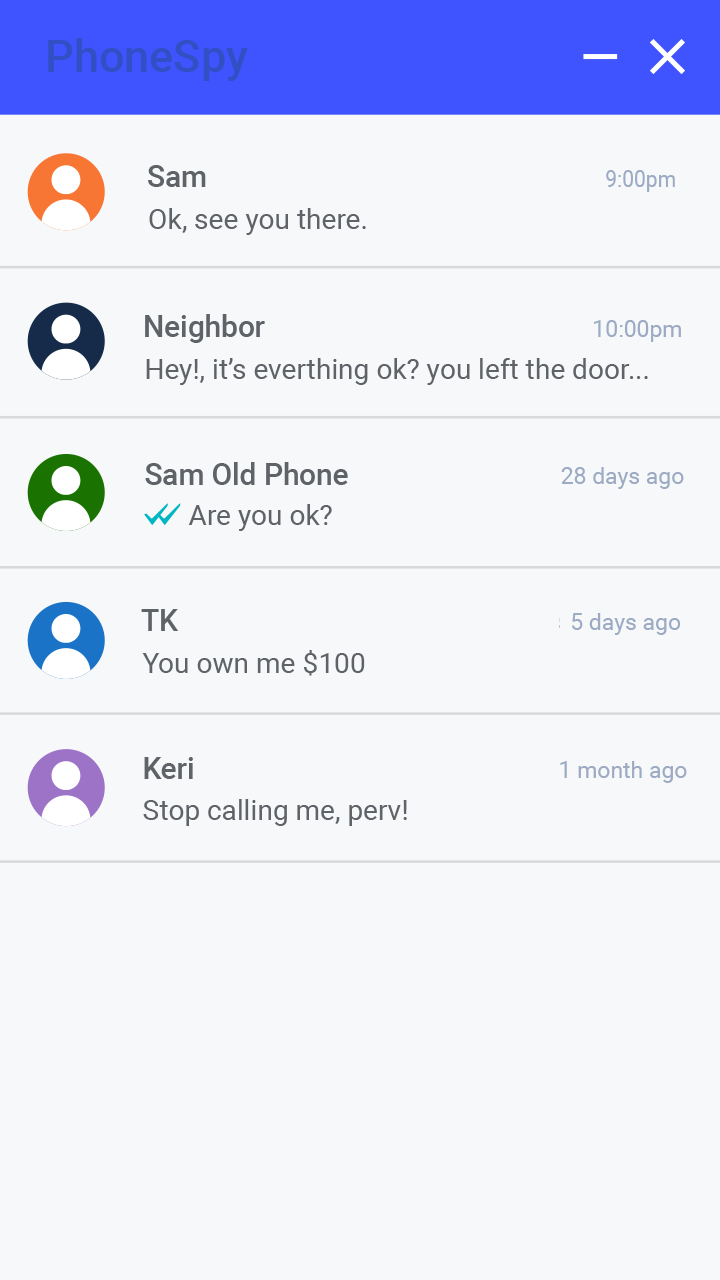 PhoneSpy
Sam 9:00pm
Ok, see you there.
Neighbor 10:00pm
Hey!, it’s everthing ok? you left the door...
Sam Old Phone 28 days ago
Are you ok?
TK 5 days ago
You own me $100
Keri 1 month ago
Stop calling me, perv!